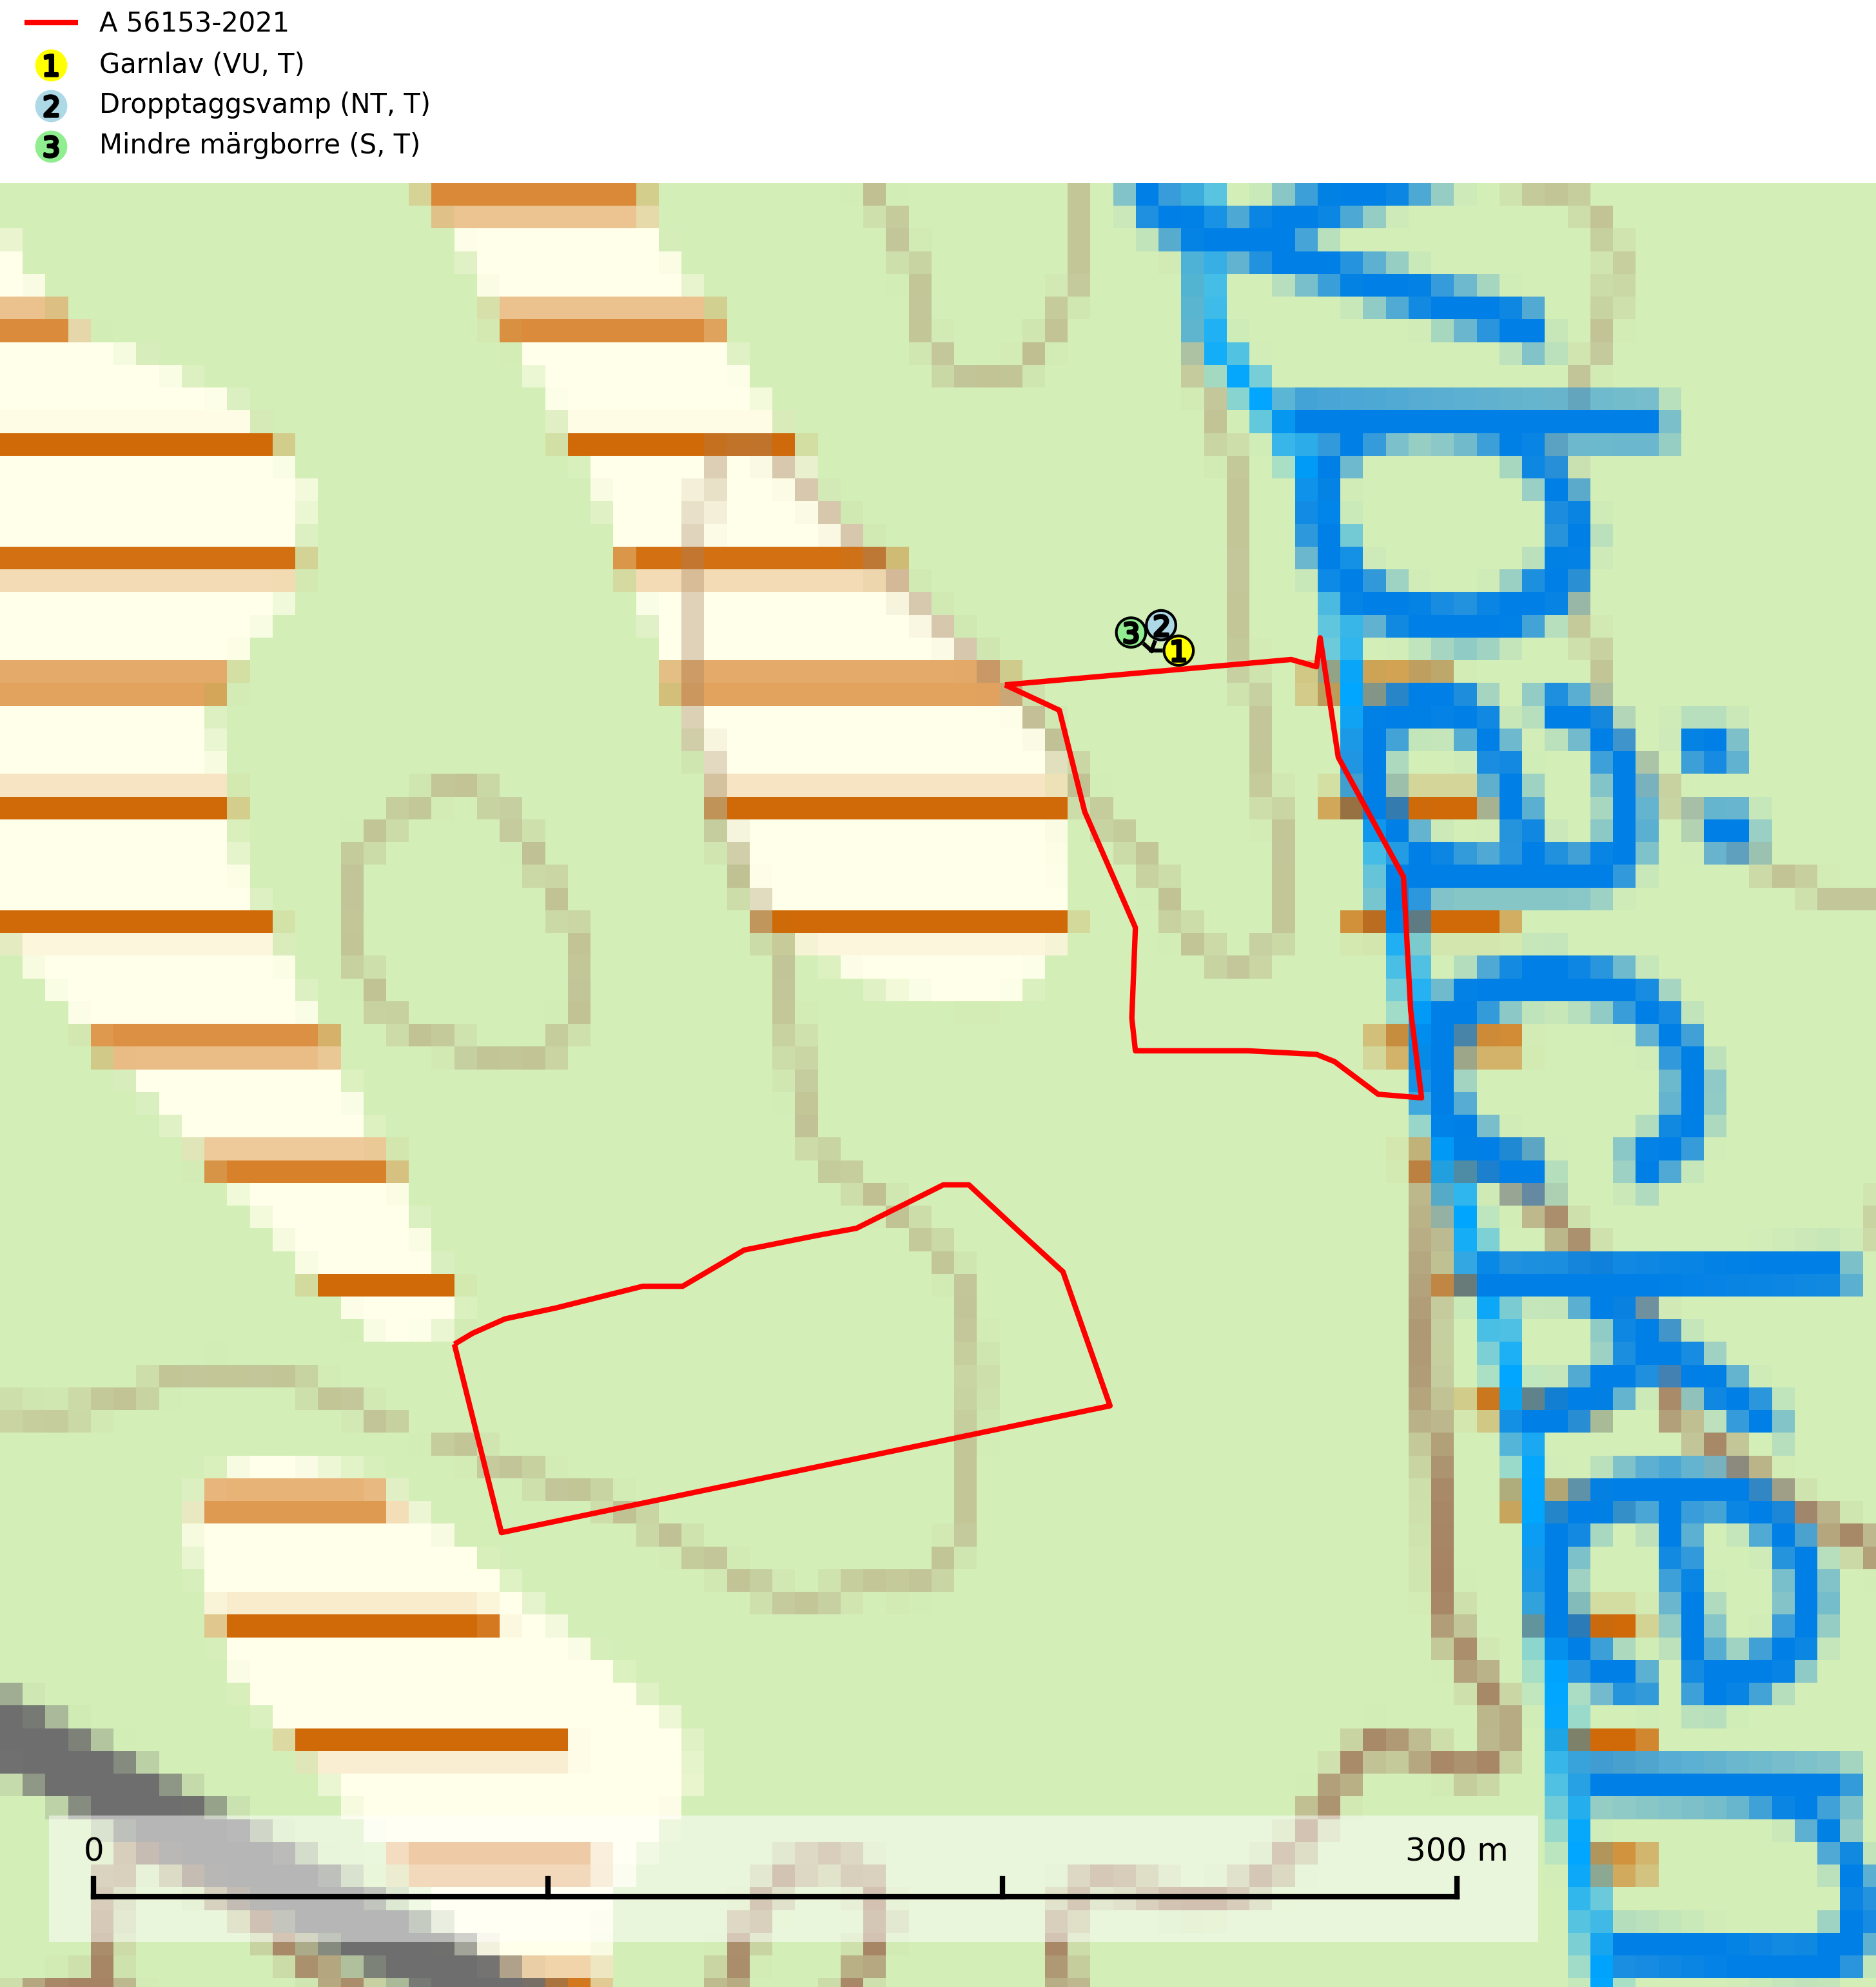 A 56153-2021
1 Garnlav (VU, T)
2 Dropptaggsvamp (NT, T)
3 Mindre märgborre (S, T)
3 2 1
0 300 m